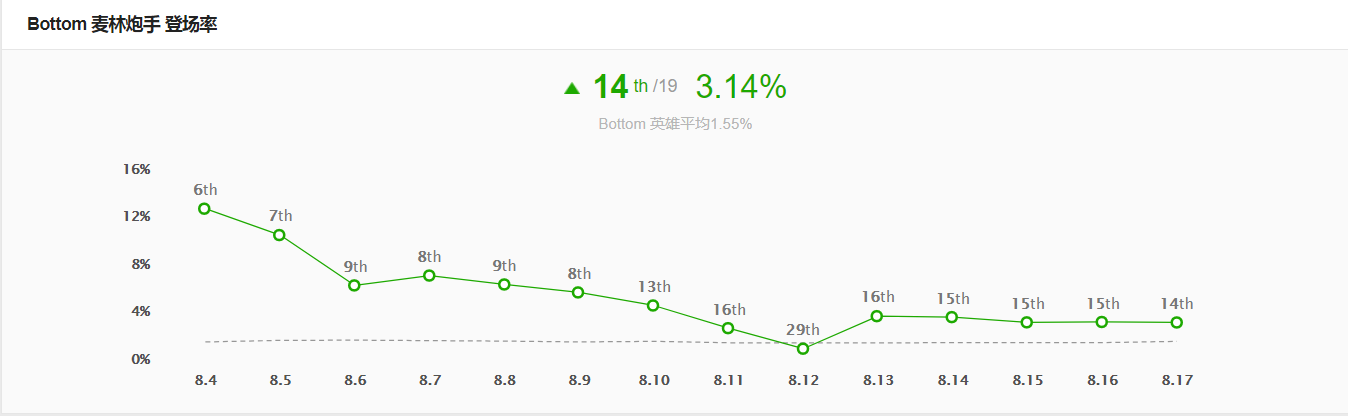 Bottom 麦林炮手 登场率
14 th /19 3.14%
Bottom 英雄平均1.55%
16%
6th
12%
7th
8%
9th
8th
9th
8th
13th
4%
16th
29th
16th
15th
15th
15th
14th
0%
8.4 8.5 8.6 8.7 8.8 8.9 8.10 8.11 8.12 8.13 8.14 8.15 8.16 8.17